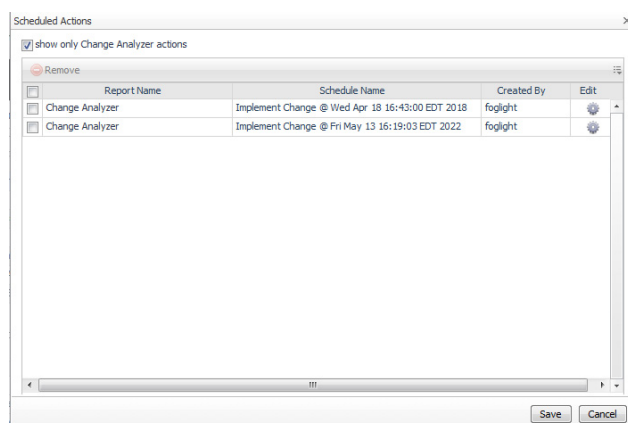 Scheduled Actions
show only Change Analyzer actions
Remove
Report Name Schedule Name Created By Edit
Change Analyzer Implement Change @ Wed Apr 18 16:43:00 EDT 2018 foglight
Change Analyzer Implement Change @ Fri May 13 16:19:03 EDT 2022 foglight
Save Cancel